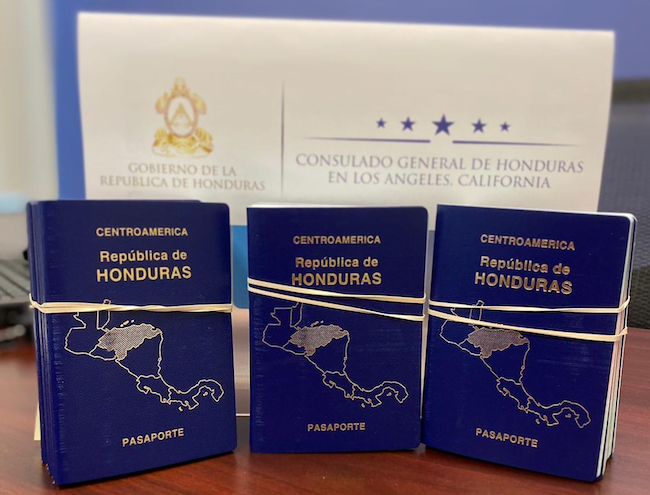 GOBIERNO DE LA
REPUBLICA DE HONDURAS
CONSULADO GENERAL DE HONDURAS
EN LOS ANGELES, CALIFORNIA
CENTROAMERICA
República de
HONDURAS
PASAPORTE
CENTROAMERICA
República de
HONDURAS
PASAPORTE
CENTROAMERICA
República de
HONDURAS
PASAPORTE